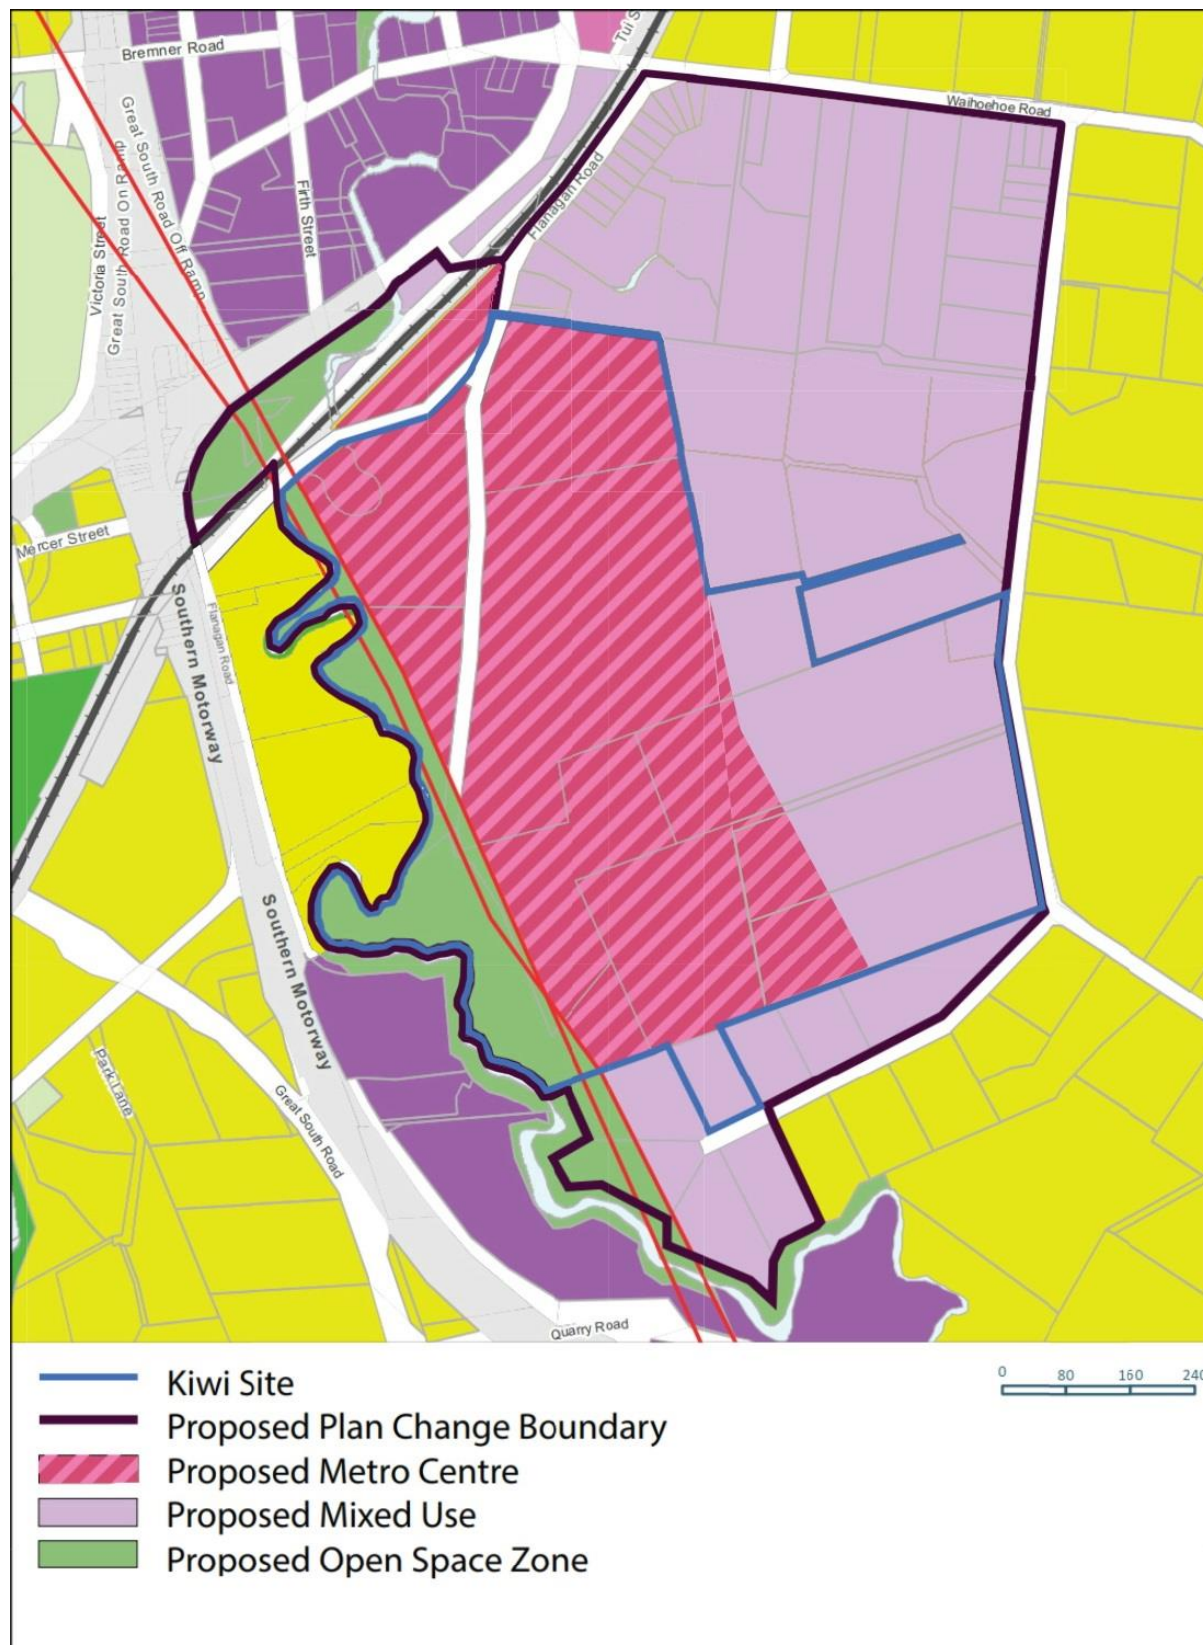 Tui S
Bremner Road
Waihoehoe Road
Great South Road Off Ramp
Great South Road On Ramp
Victoria Street
Firth Street
Flanagan Road
Mercer Street
Southern Motorway
Flanagan Road
Southern Motorway
Park Lane
Great South Road
Quarry Road
Kiwi Site
Proposed Plan Change Boundary
Proposed Metro Centre
Proposed Mixed Use
Proposed Open Space Zone
0 80 160 240